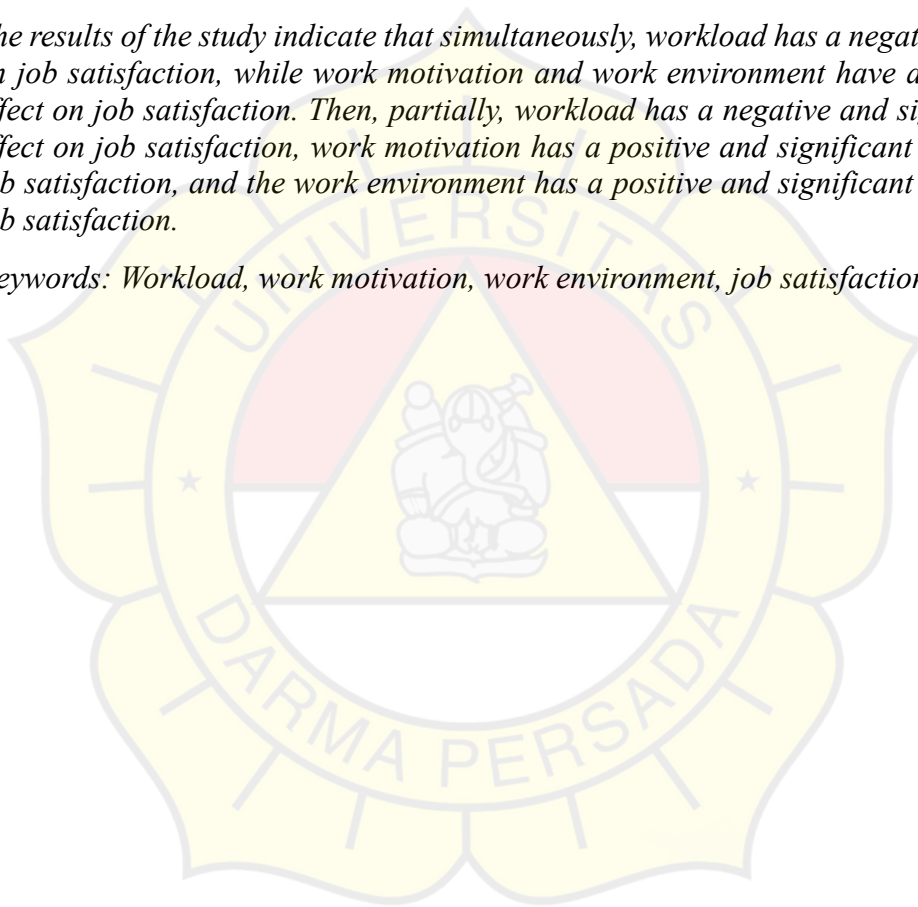 he results of the study indicate that simultaneously, workload has a negat
n job satisfaction, while work motivation and work environment have a
ffect on job satisfaction. Then, partially, workload has a negative and si
ffect on job satisfaction, work motivation has a positive and significant
b satisfaction, and the work environment has a positive and significant
b satisfaction.
eywords: Workload, work motivation, work environment, job satisfaction
UNIVERSITAS
DARMA PERSADA